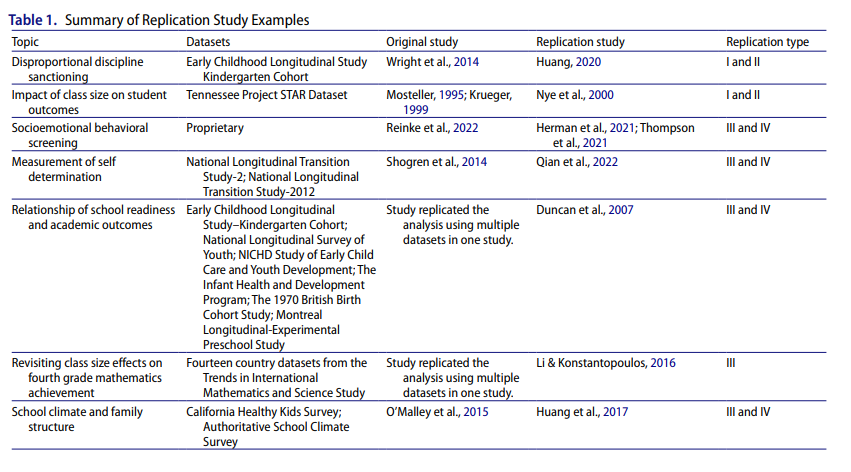 Table 1. Summary of Replication Study Examples
Topic Datasets Original study Replication study Replication type
Disproportional discipline sanctioning Early Childhood Longitudinal Study Kindergarten Cohort Wright et al., 2014 Huang, 2020 I and II
Impact of class size on student outcomes Tennessee Project STAR Dataset Mosteller, 1995; Krueger, 1999 Nye et al., 2000 I and II
Socioemotional behavioral screening Proprietary Reinke et al., 2022 Herman et al., 2021; Thompson et al., 2021 III and IV
Measurement of self determination National Longitudinal Transition Study-2; National Longitudinal Transition Study-2012 Shogren et al., 2014 Qian et al., 2022 III and IV
Relationship of school readiness and academic outcomes Early Childhood Longitudinal Study–Kindergarten Cohort; National Longitudinal Survey of Youth; NICHD Study of Early Child Care and Youth Development; The Infant Health and Development Program; The 1970 British Birth Cohort Study; Montreal Longitudinal-Experimental Preschool Study Study replicated the analysis using multiple datasets in one study. Duncan et al., 2007 III and IV
Revisiting class size effects on fourth grade mathematics achievement Fourteen country datasets from the Trends in International Mathematics and Science Study Study replicated the analysis using multiple datasets in one study. Li & Konstantopoulos, 2016 III
School climate and family structure California Healthy Kids Survey; Authoritative School Climate Survey O’Malley et al., 2015 Huang et al., 2017 III and IV